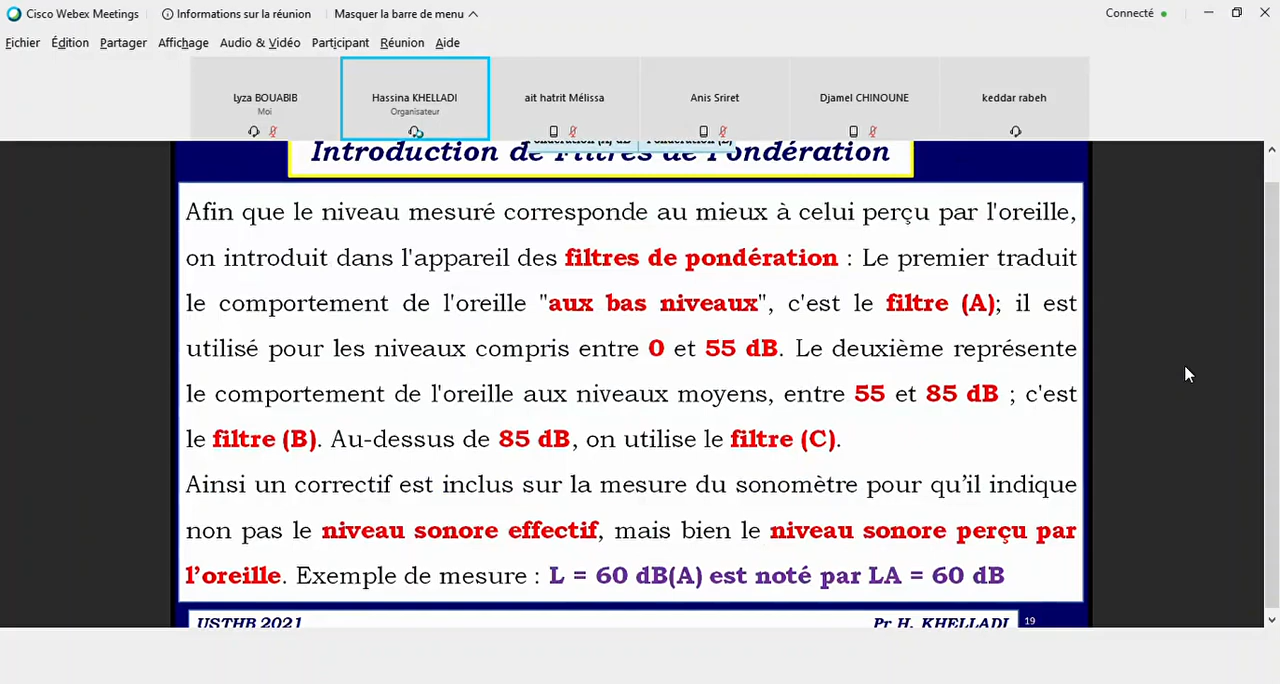 Cisco Webex Meetings Informations sur la réunion Masquer la barre de menu Connecté
Fichier Édition Partager Affichage Audio & Vidéo Participant Réunion Aide
Lyza BOUABIB
Moi
Hassina KHELLADI
Organisateur
ait hatrit Mélissa
Anis Sriret
Djamel CHINOUNE
keddar rabeh
Introduction de Filtres de Pondération
Afin que le niveau mesuré corresponde au mieux à celui perçu par l'oreille,
on introduit dans l'appareil des filtres de pondération : Le premier traduit
le comportement de l'oreille "aux bas niveaux", c'est le filtre (A); il est
utilisé pour les niveaux compris entre 0 et 55 dB. Le deuxième représente
le comportement de l'oreille aux niveaux moyens, entre 55 et 85 dB ; c'est
le filtre (B). Au-dessus de 85 dB, on utilise le filtre (C).
Ainsi un correctif est inclus sur la mesure du sonomètre pour qu’il indique
non pas le niveau sonore effectif, mais bien le niveau sonore perçu par
l’oreille. Exemple de mesure : L = 60 dB(A) est noté par LA = 60 dB
USTHB 2021 Pr H. KHELLADI 19